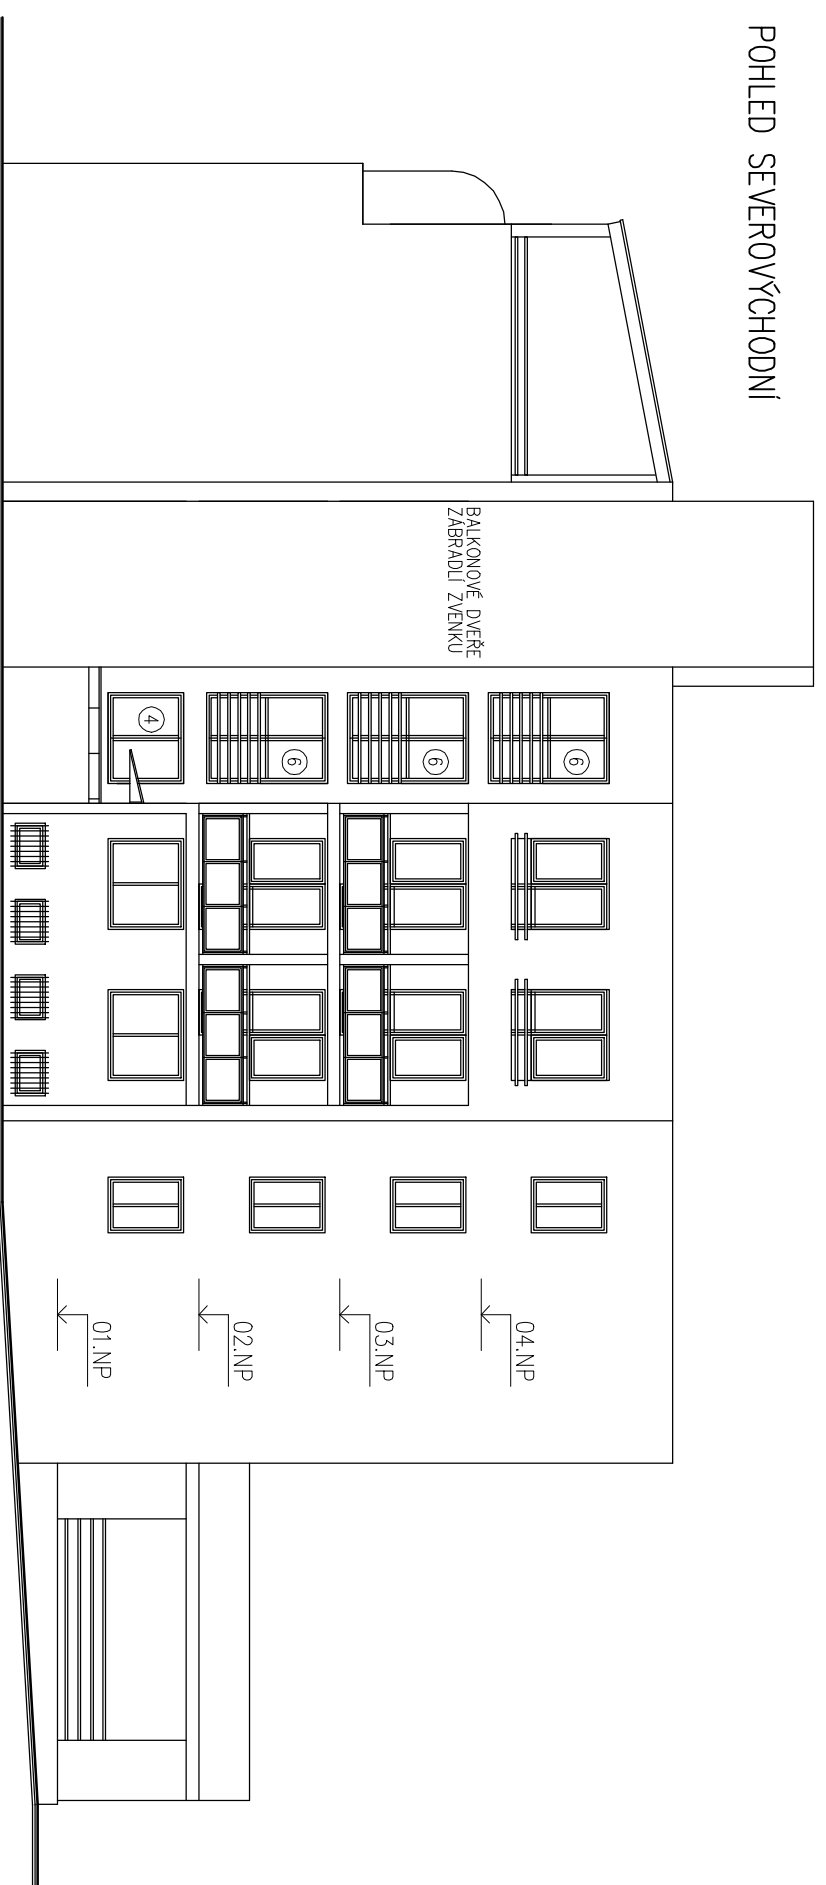 POHLED SEVEROVÝCHODNÍ
BALKONOVÉ DVEŘE
ZÁBRADLÍ ZVENKU
6
6
6
4
04.NP
03.NP
02.NP
01.NP